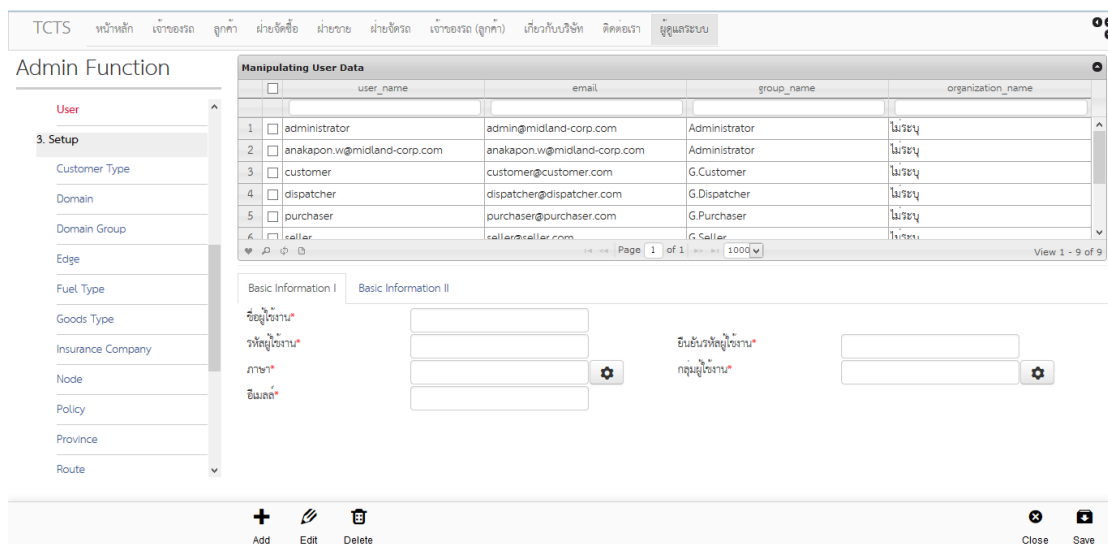 TCTS หน้าหลัก เจ้าของรถ ลูกค้า ฝ่ายจัดซื้อ ฝ่ายขาย ฝ่ายจัดรถ เจ้าของรถ (ลูกค้า) เกี่ยวกับบริษัท ติดต่อเรา ผู้ดูแลระบบ
Admin Function
User
3. Setup
Customer Type
Domain
Domain Group
Edge
Fuel Type
Goods Type
Insurance Company
Node
Policy
Province
Route
Manipulating User Data
user_name email group_name organization_name
1 administrator admin@midland-corp.com Administrator ไม่ระบุ
2 anakapon.w@midland-corp.com anakapon.w@midland-corp.com Administrator ไม่ระบุ
3 customer customer@customer.com G.Customer ไม่ระบุ
4 dispatcher dispatcher@dispatcher.com G.Dispatcher ไม่ระบุ
5 purchaser purchaser@purchaser.com G.Purchaser ไม่ระบุ
6 seller seller@seller.com G.Seller ไม่ระบุ
Page 1 of 1 1000 View 1 - 9 of 9
Basic Information I Basic Information II
ชื่อผู้ใช้งาน*
รหัสผู้ใช้งาน* ยืนยันรหัสผู้ใช้งาน*
ภาษา* กลุ่มผู้ใช้งาน*
อีเมลล์*
Add Edit Delete Close Save